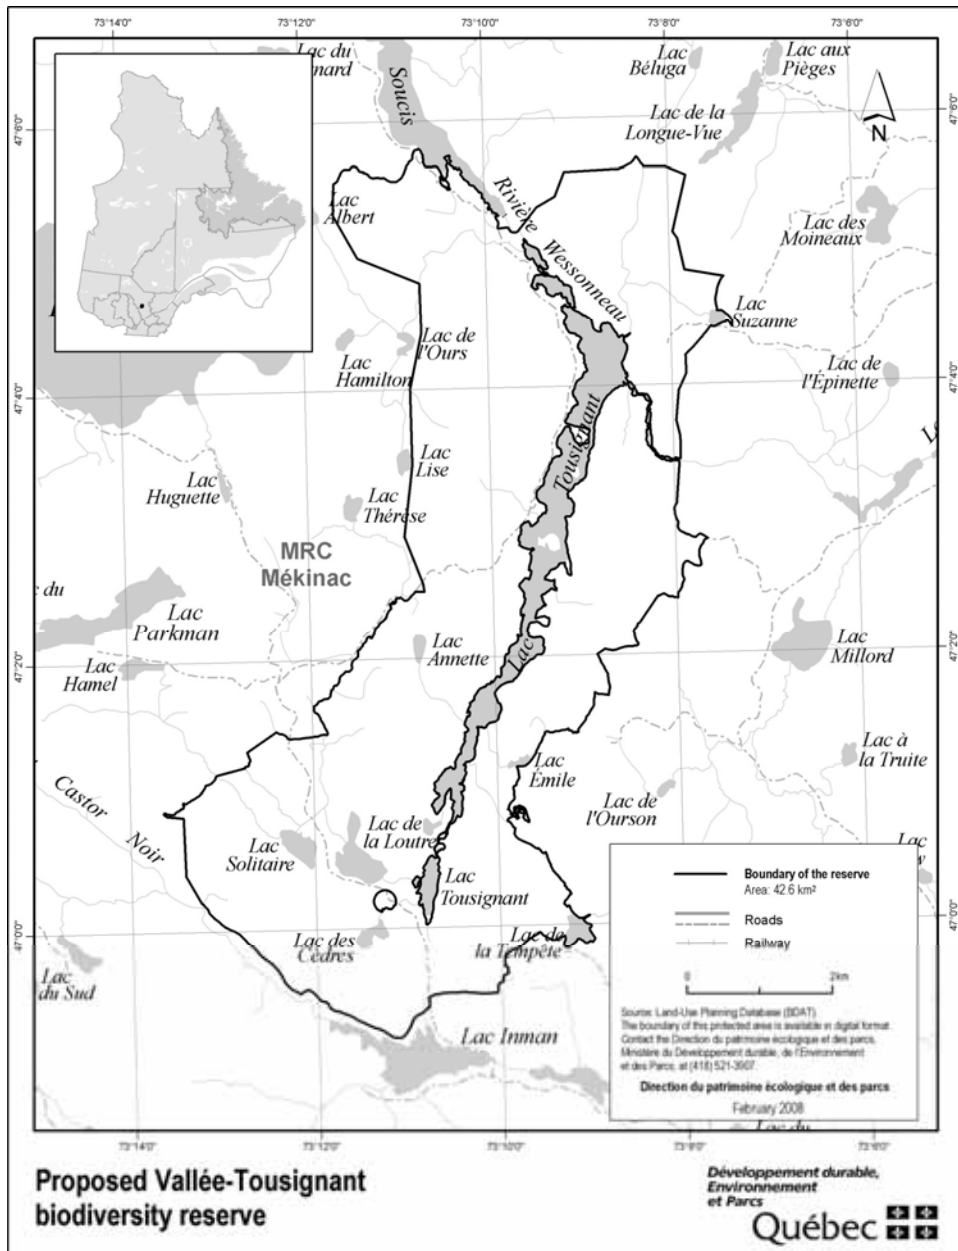 73°14'0"
73°12'0"
73°10'0"
73°8'0"
73°6'0"
Lac du
nard
Soucis
Lac
Béluga
Lac aux
Pièges
Lac de la
Longue-Vue
N
47°6'0"
47°6'0"
Rivière
Wessonneau
Lac
Albert
Lac des
Moineaux
Lac
Suzanne
Lac de
l'Ours
Lac
Hamilton
Lac de
l'Épinette
47°4'0"
47°4'0"
Lac
Tousignant
Lac
Lise
Lac
Huguette
Lac
Thérèse
MRC
Mékinac
c du
Lac
Parkman
Lac
Hamel
Lac
Annette
Lac
Millord
47°2'0"
47°2'0"
Lac
Émile
Lac à
la Truite
Lac de
l'Ourson
Castor
Noir
Lac de
la Loutre
Lac
Solitaire
Lac
Tousignant
Lac des
Cèdres
Lac de
la Tempête
47°0'0"
47°0'0"
Lac
du Sud
Lac Inman
Boundary of the reserve
Area: 42.6 km²
Roads
Railway
0 2km
Source: Land-Use Planning Database (BDAT).
The boundary of this protected area is available in digital format.
Contact the Direction du patrimoine écologique et des parcs,
Ministère du Développement durable, de l'Environnement
et des Parcs, at (418) 521-3907.
Direction du patrimoine écologique et des parcs
February 2008
Lac du
73°14'0"
73°12'0"
73°10'0"
73°8'0"
73°6'0"
Proposed Vallée-Tousignant
biodiversity reserve
Développement durable,
Environnement
et Parcs
Québec